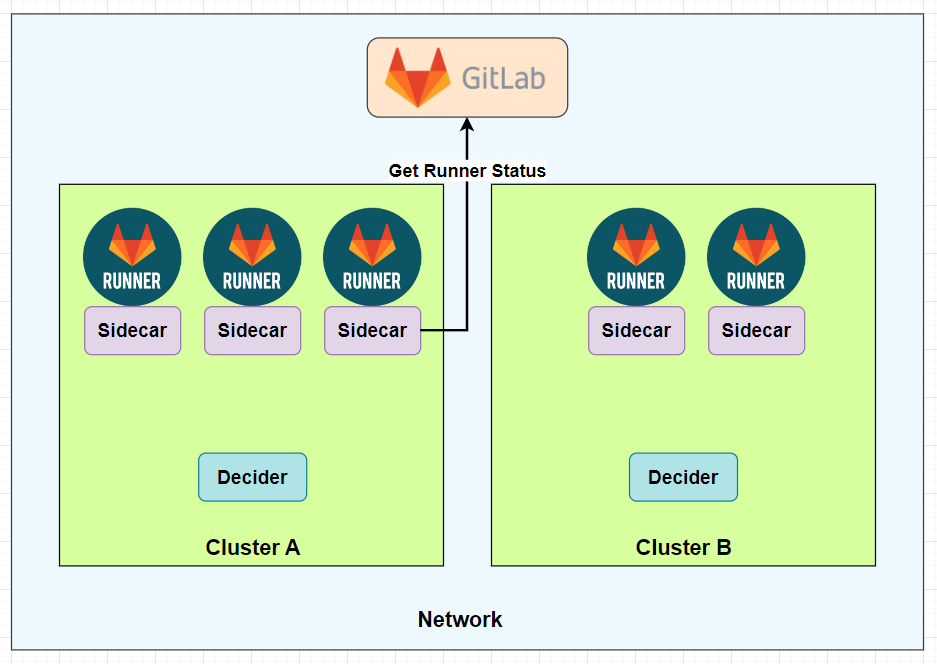 GitLab
Get Runner Status
RUNNER RUNNER RUNNER RUNNER RUNNER
Sidecar Sidecar Sidecar Sidecar Sidecar
Decider Decider
Cluster A Cluster B
Network